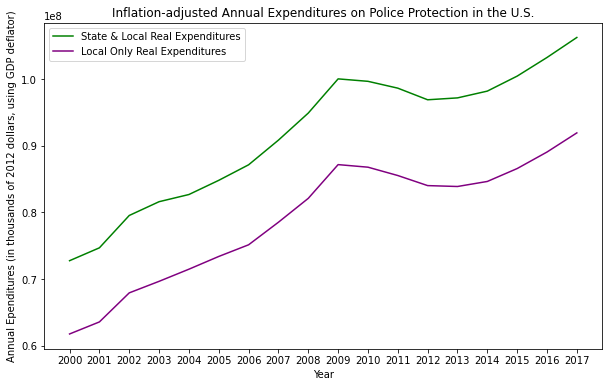 Inflation-adjusted Annual Expenditures on Police Protection in the U.S.
1e8
State & Local Real Expenditures
Local Only Real Expenditures
Annual Ependitures (in thousands of 2012 dollars, using GDP deflator)
1.0
0.9
0.8
0.7
0.6
2000 2001 2002 2003 2004 2005 2006 2007 2008 2009 2010 2011 2012 2013 2014 2015 2016 2017
Year